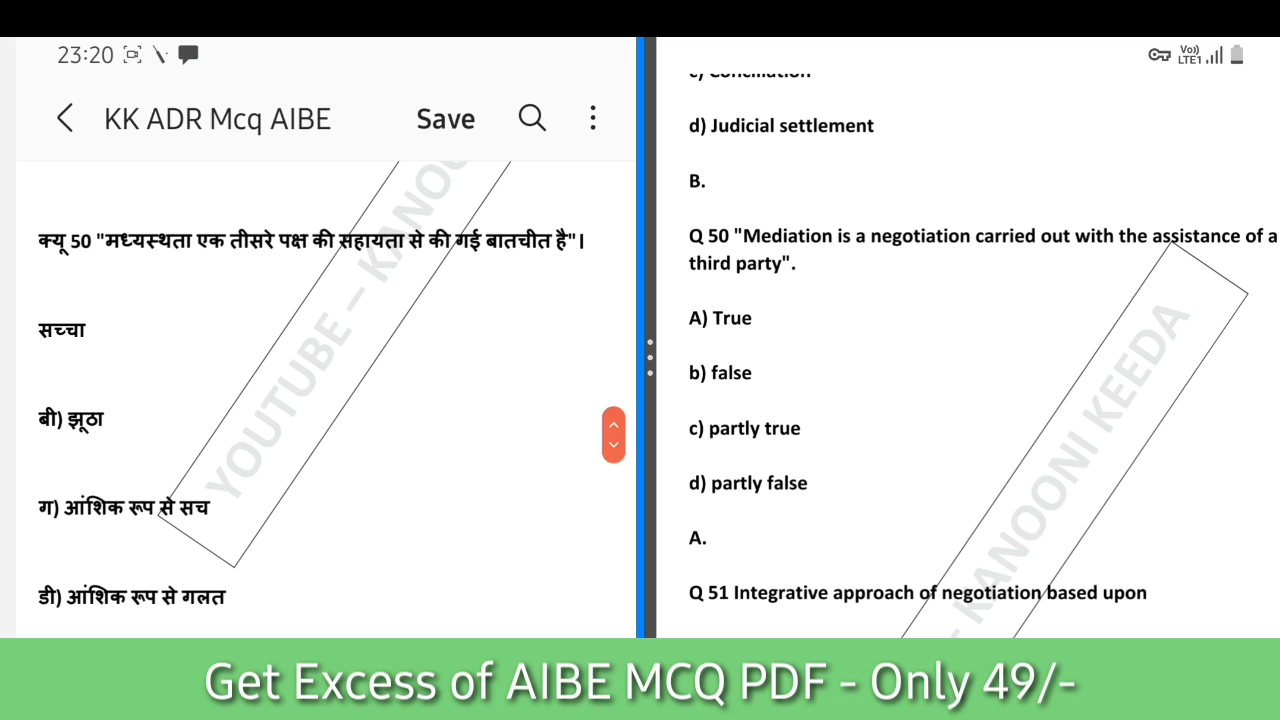 23:20
Vo))
LTE1
KK ADR Mcq AIBE
Save
क्यू 50 "मध्यस्थता एक तीसरे पक्ष की सहायता से की गई बातचीत है"।
सच्चा
बी) झूठा
ग) आंशिक रूप से सच
डी) आंशिक रूप से गलत
YOUTUBE – KANOO
c) Conciliation
d) Judicial settlement
B.
Q 50 "Mediation is a negotiation carried out with the assistance of a
third party".
A) True
b) false
c) partly true
d) partly false
A.
Q 51 Integrative approach of negotiation based upon
- KANOONI KEEDA
Get Excess of AIBE MCQ PDF - Only 49/-